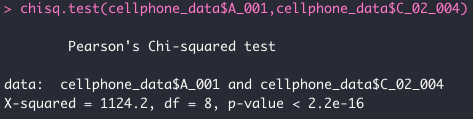 > chisq.test(cellphone_data$A_001,cellphone_data$C_02_004)
Pearson's Chi-squared test
data:  cellphone_data$A_001 and cellphone_data$C_02_004
X-squared = 1124.2, df = 8, p-value < 2.2e-16